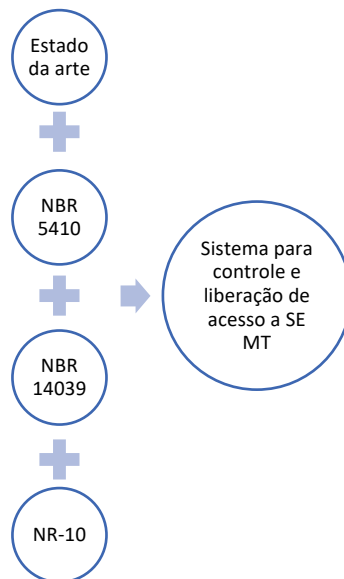 Estado
da arte
NBR
5410
NBR
14039
NR-10
Sistema para
controle e
liberação de
acesso a SE
MT